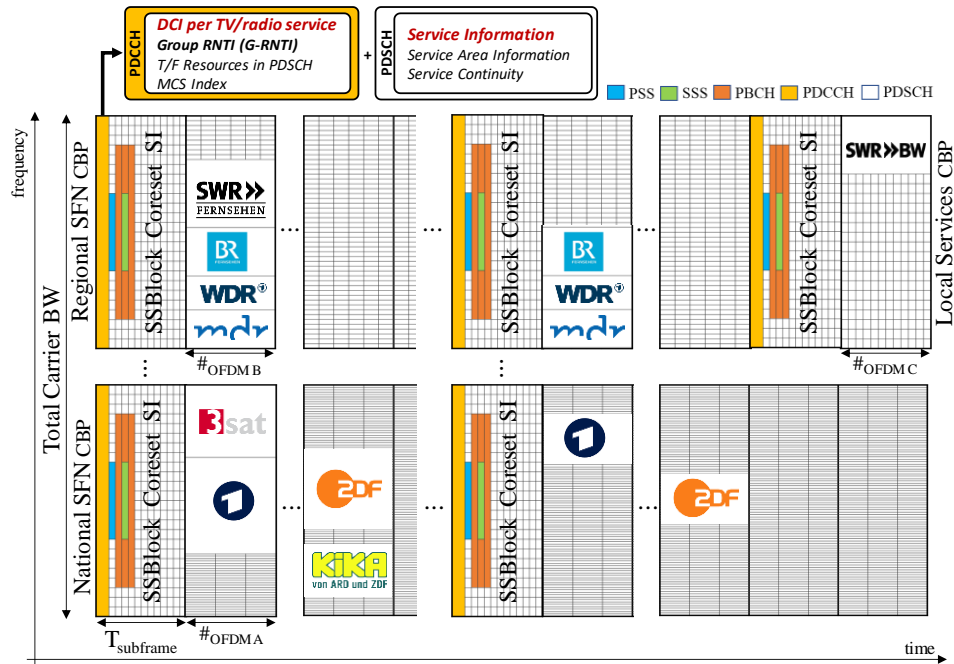 PDCCH
DCI per TV/radio service
Group RNTI (G-RNTI)
T/F Resources in PDSCH
MCS Index
+
PDSCH
Service Information
Service Area Information
Service Continuity
PSS
SSS
PBCH
PDCCH
PDSCH
frequency
Total Carrier BW
Regional SFN CBP
SSBlock Coreset SI
SWR»
FERNSEHEN
BR
FERNSEHEN
WDR
mdr
...
...
SSBlock Coreset SI
BR
FERNSEHEN
WDR
mdr
...
SSBlock Coreset SI
SWR»BW
Local Services CBP
#OFDM B
#OFDM C
...
...
National SFN CBP
SSBlock Coreset SI
3sat
1
...
ZDF
KiKA
von ARD und ZDF
...
SSBlock Coreset SI
1
...
ZDF
Tsubframe
#OFDM A
time